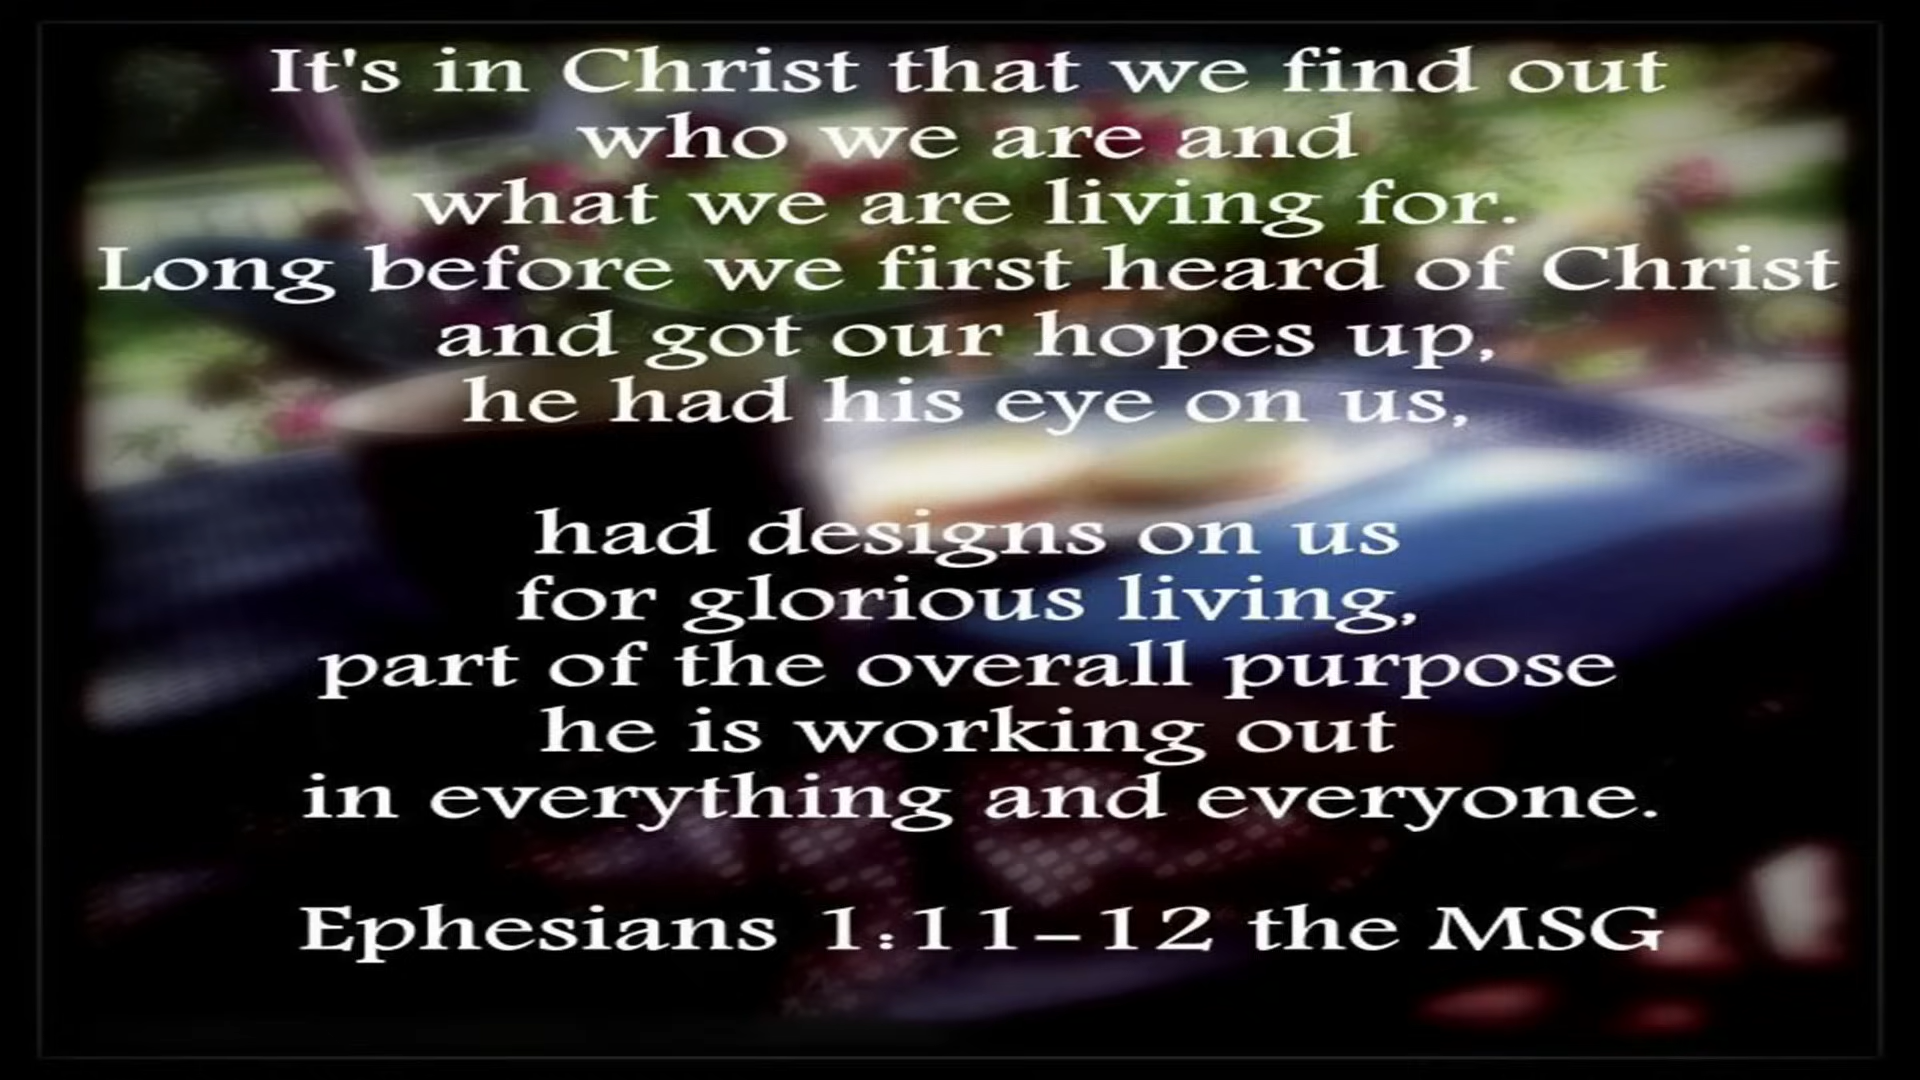 It's in Christ that we find out
who we are and
what we are living for.
Long before we first heard of Christ
and got our hopes up,
he had his eye on us,
had designs on us
for glorious living,
part of the overall purpose
he is working out
in everything and everyone.
Ephesians 1:11-12 the MSG